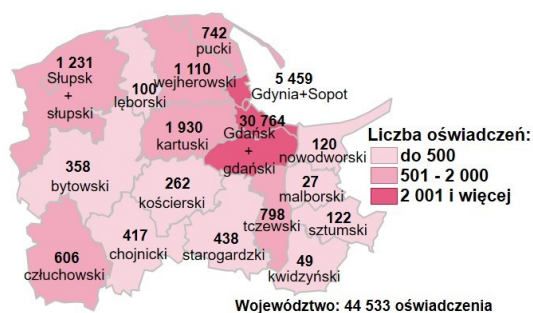 742
pucki
1 231
Słupsk
+
słupski
100
lęborski
1 110
wejherowski
5 459
Gdynia+Sopot
30 764
Gdańsk
+
gdański
1 930
kartuski
120
nowodworski
358
bytowski
262
kościerski
27
malborski
798
tczewski
122
sztumski
606
człuchowski
417
chojnicki
438
starogardzki
49
kwidzyński
Liczba oświadczeń:
do 500
501 - 2 000
2 001 i więcej
Województwo: 44 533 oświadczenia